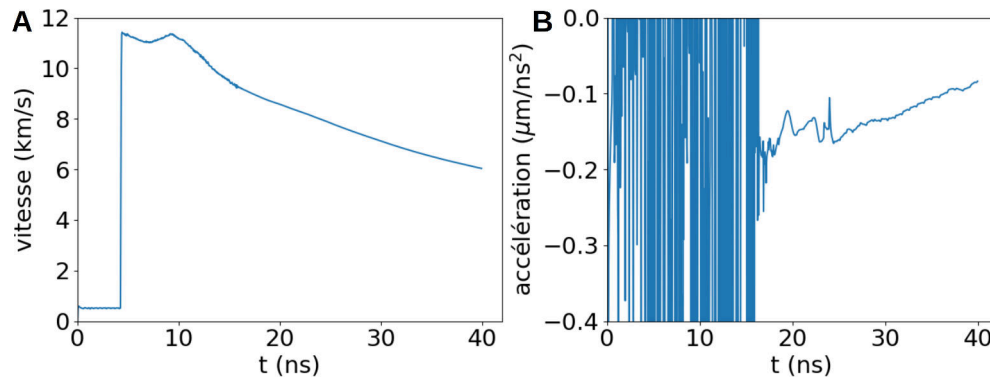 A
12
10
8
6
4
2
0
vitesse (km/s)
0 10 20 30 40
t (ns)
B
0.0
−0.1
−0.2
−0.3
−0.4
accélération (μm/ns²)
0 10 20 30 40
t (ns)